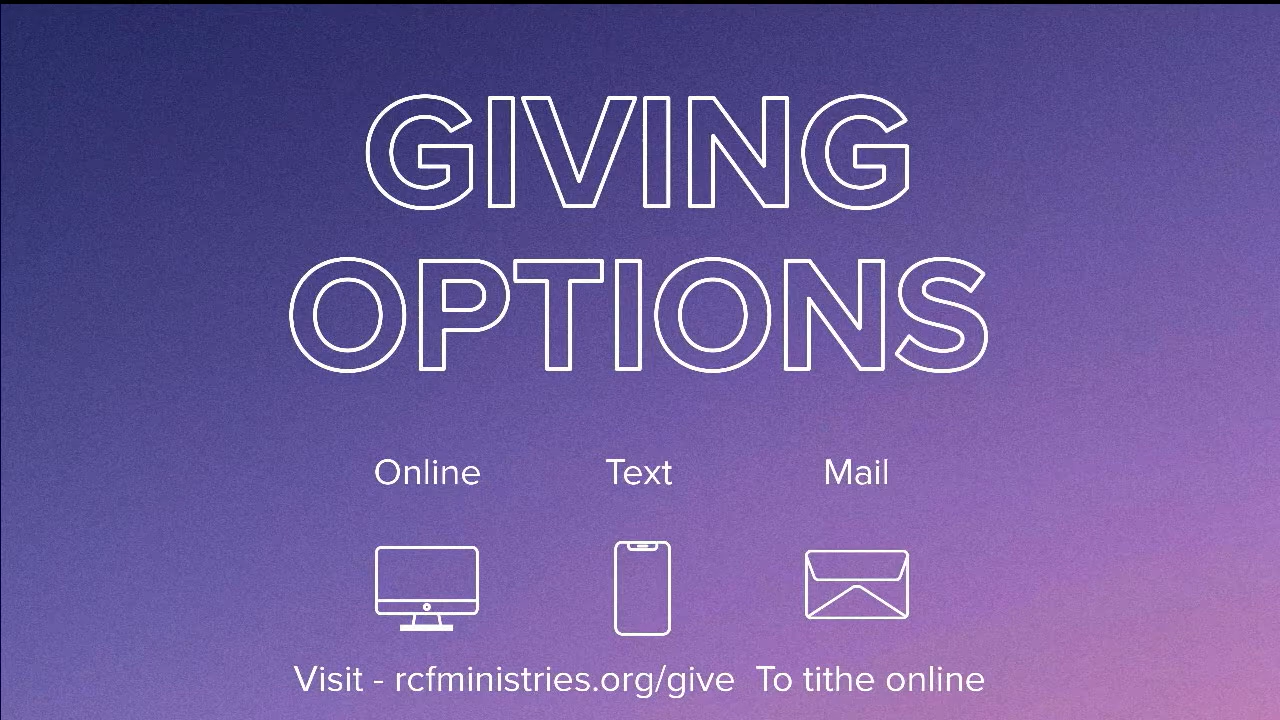 GIVING
OPTIONS
Online Text Mail
Visit - rcfministries.org/give To tithe online